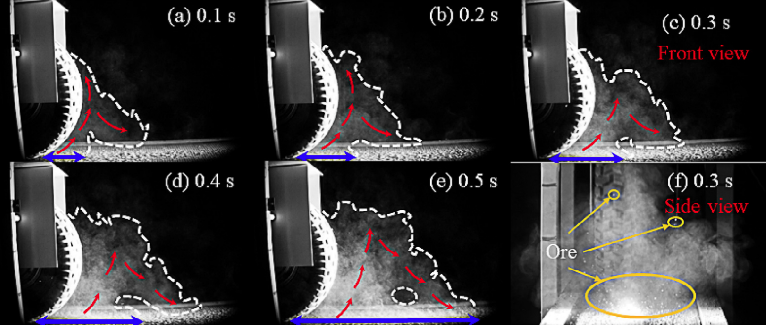 (a) 0.1 s
(b) 0.2 s
(c) 0.3 s
Front view
(d) 0.4 s
(e) 0.5 s
(f) 0.3 s
Side view
Ore